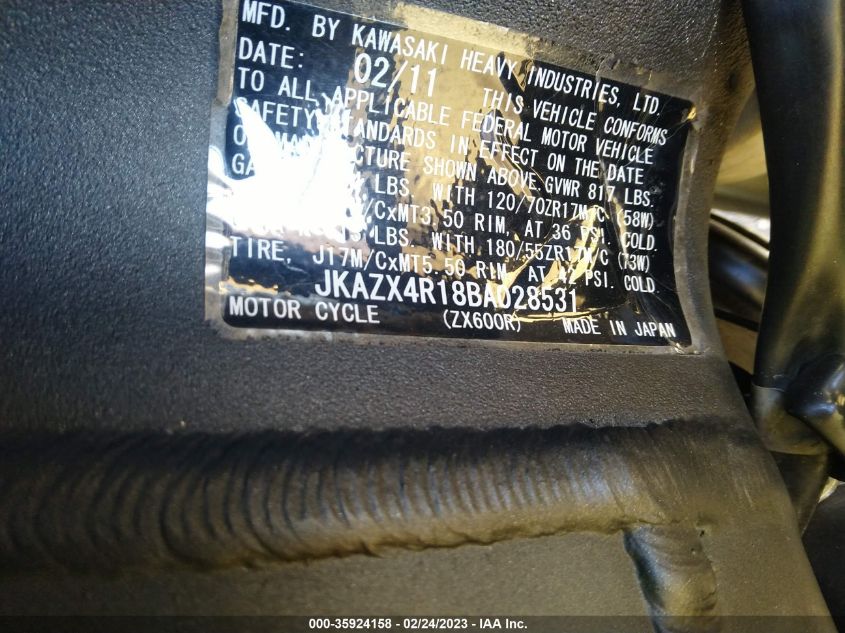 MFD. BY KAWASAKI HEAVY INDUSTRIES, LTD.
DATE: 02/11 THIS VEHICLE CONFORMS
TO ALL APPLICABLE FEDERAL MOTOR VEHICLE
SAFETY STANDARDS IN EFFECT ON THE DATE
SHOWN ABOVE. GVWR 817 LBS.
LBS. WITH 120/70ZR17M/C (58W)
/CxMT3.50 RIM, AT 36 PSI. COLD.
LBS. WITH 180/55ZR17M/C (73W)
TIRE, J17M/CxMT5.50 RIM, AT PSI. COLD.
JKAZX4R18BA028531
MOTOR CYCLE (ZX600R) MADE IN JAPAN
000-35924158 - 02/24/2023 - IAA Inc.